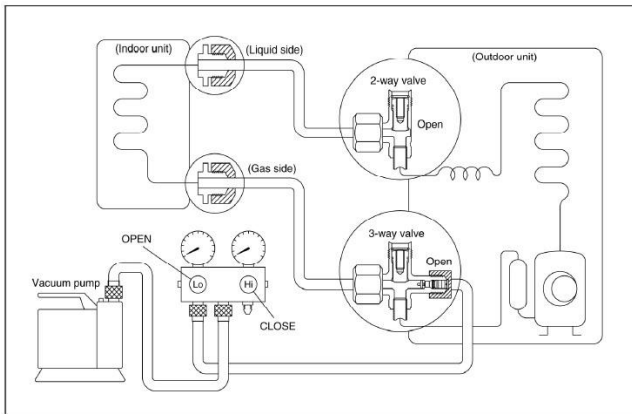 (Indoor unit)
(Liquid side)
(Outdoor unit)
2-way valve
Open
(Gas side)
3-way valve
OPEN
Open
Lo
Hi
Vacuum pump
CLOSE